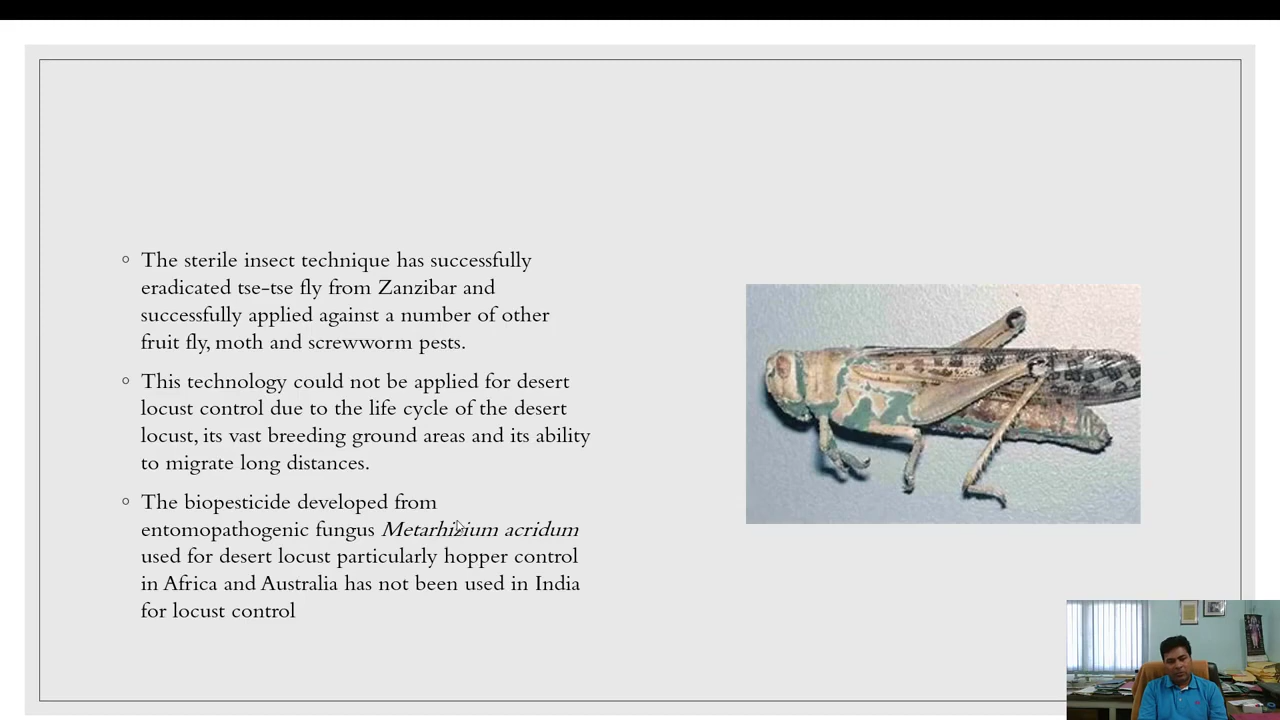 The sterile insect technique has successfully
eradicated tse-tse fly from Zanzibar and
successfully applied against a number of other
fruit fly, moth and screwworm pests.
This technology could not be applied for desert
locust control due to the life cycle of the desert
locust, its vast breeding ground areas and its ability
to migrate long distances.
The biopesticide developed from
entomopathogenic fungus Metarhizium acridum
used for desert locust particularly hopper control
in Africa and Australia has not been used in India
for locust control